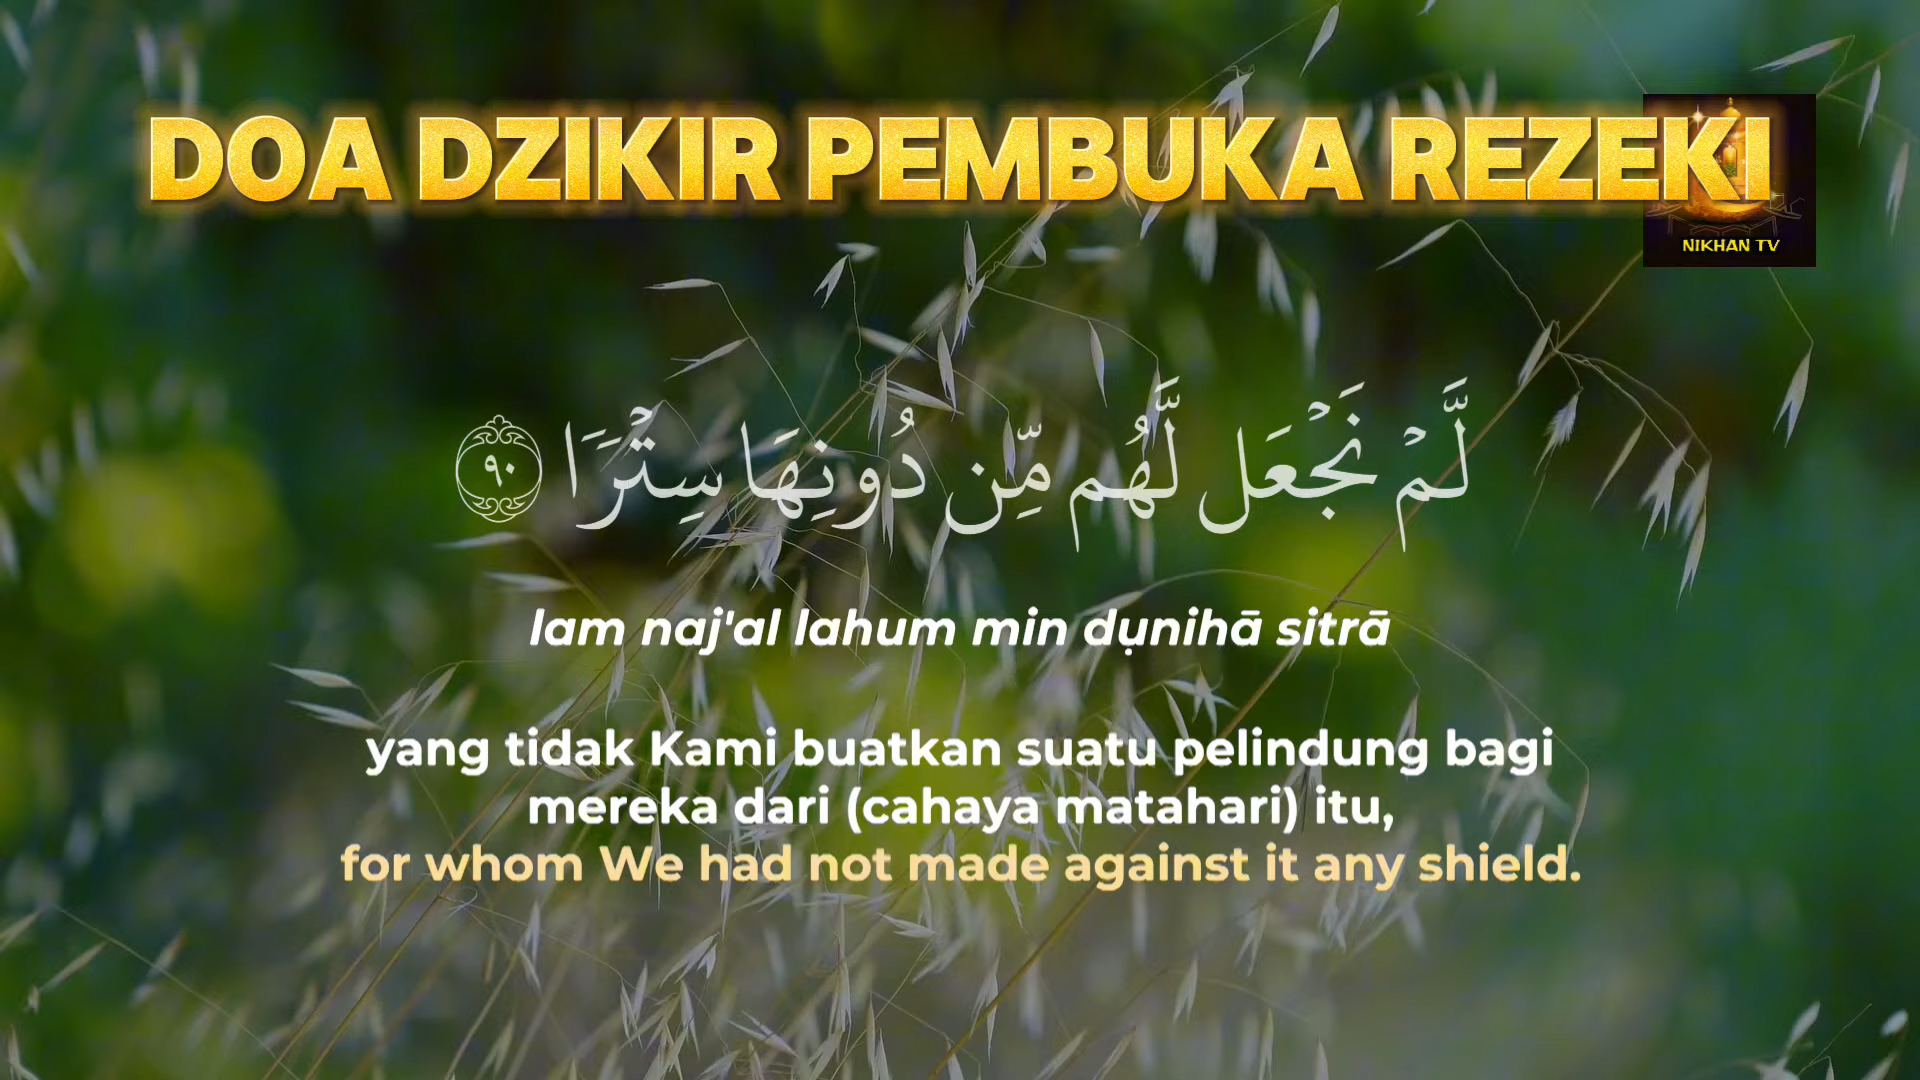 DOA DZIKIR PEMBUKA REZEKI
NIKHAN TV
لَّمْ نَجْعَل لَّهُم مِّن دُونِهَا سِتْرًا ٩٠
lam naj'al lahum min dụnihā sitrā
yang tidak Kami buatkan suatu pelindung bagi
mereka dari (cahaya matahari) itu,
for whom We had not made against it any shield.